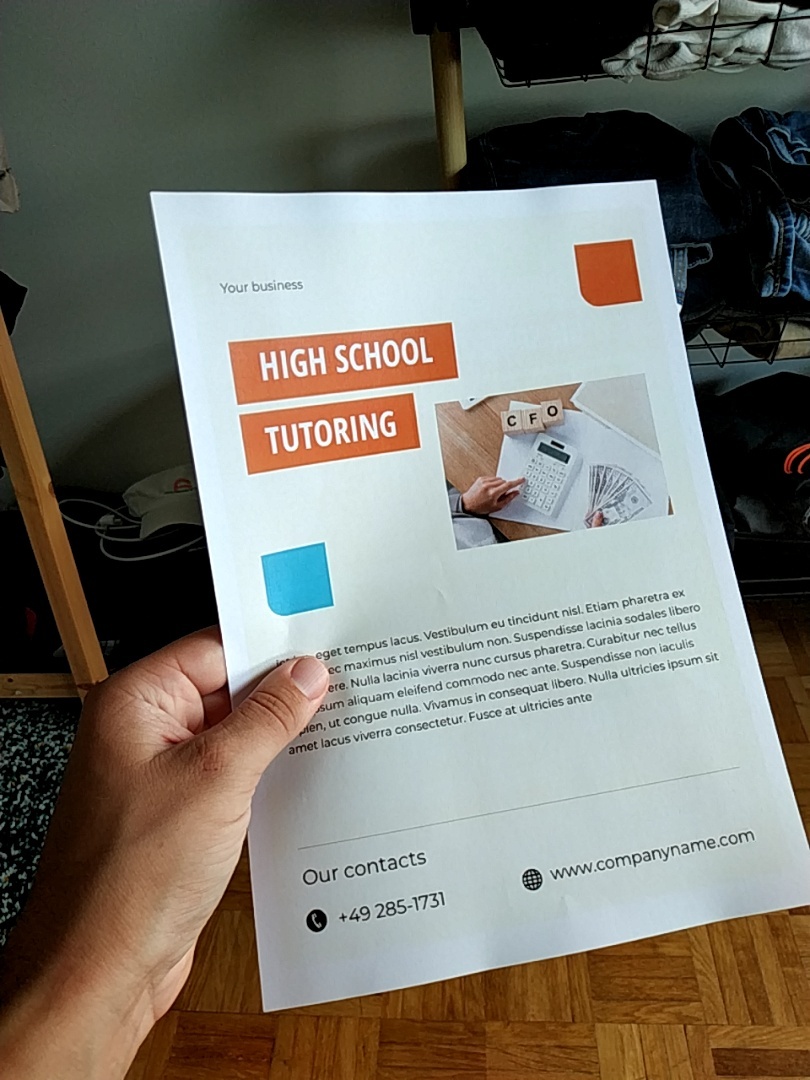 Your business
HIGH SCHOOL
TUTORING
C F O
eget tempus lacus. Vestibulum eu tincidunt nisl. Etiam pharetra ex
maximus nisl vestibulum non. Suspendisse lacinia sodales libero
Nulla lacinia viverra nunc cursus pharetra. Curabitur nec tellus
aliquam eleifend commodo nec ante. Suspendisse non iaculis
ut congue nulla. Vivamus in consequat libero. Nulla ultricies ipsum sit
amet lacus viverra consectetur. Fusce at ultricies ante
Our contacts
+49 285-1731
www.companyname.com